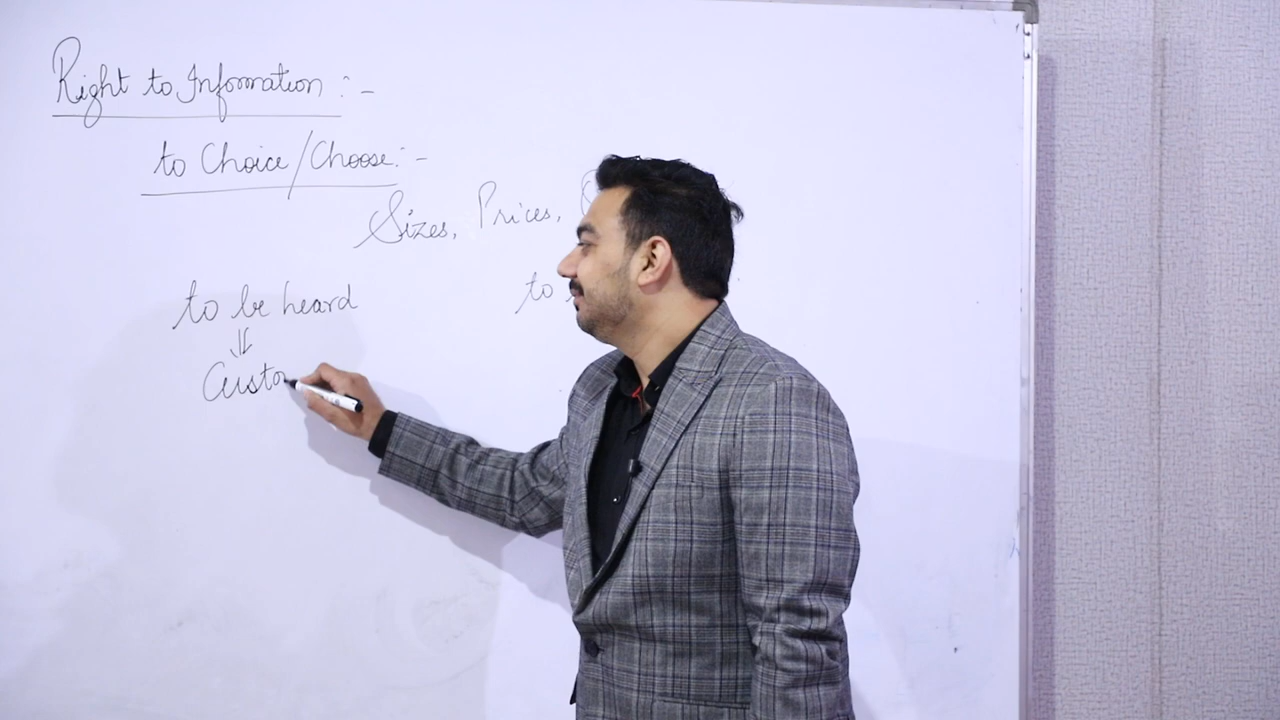 Right to Information :-
to Choice/Choose:-
Sizes, Prices,
to be heard
to
Custo